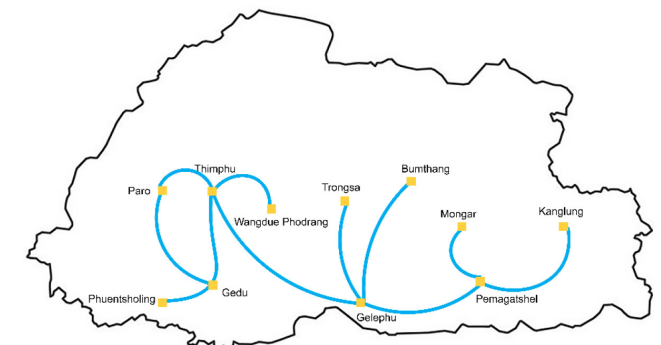 Thimphu
Bumthang
Paro
Trongsa
Wangdue Phodrang
Mongar
Kanglung
Phuentsholing
Gedu
Pemagatshel
Gelephu